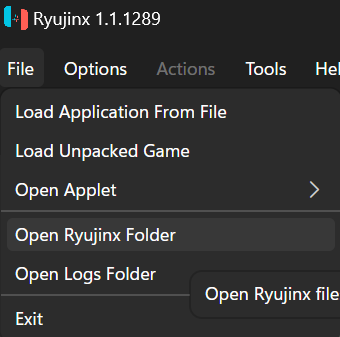 Ryujinx 1.1.1289
File Options Actions Tools Hel
Load Application From File
Load Unpacked Game
Open Applet
Open Ryujinx Folder
Open Logs Folder
Open Ryujinx file
Exit